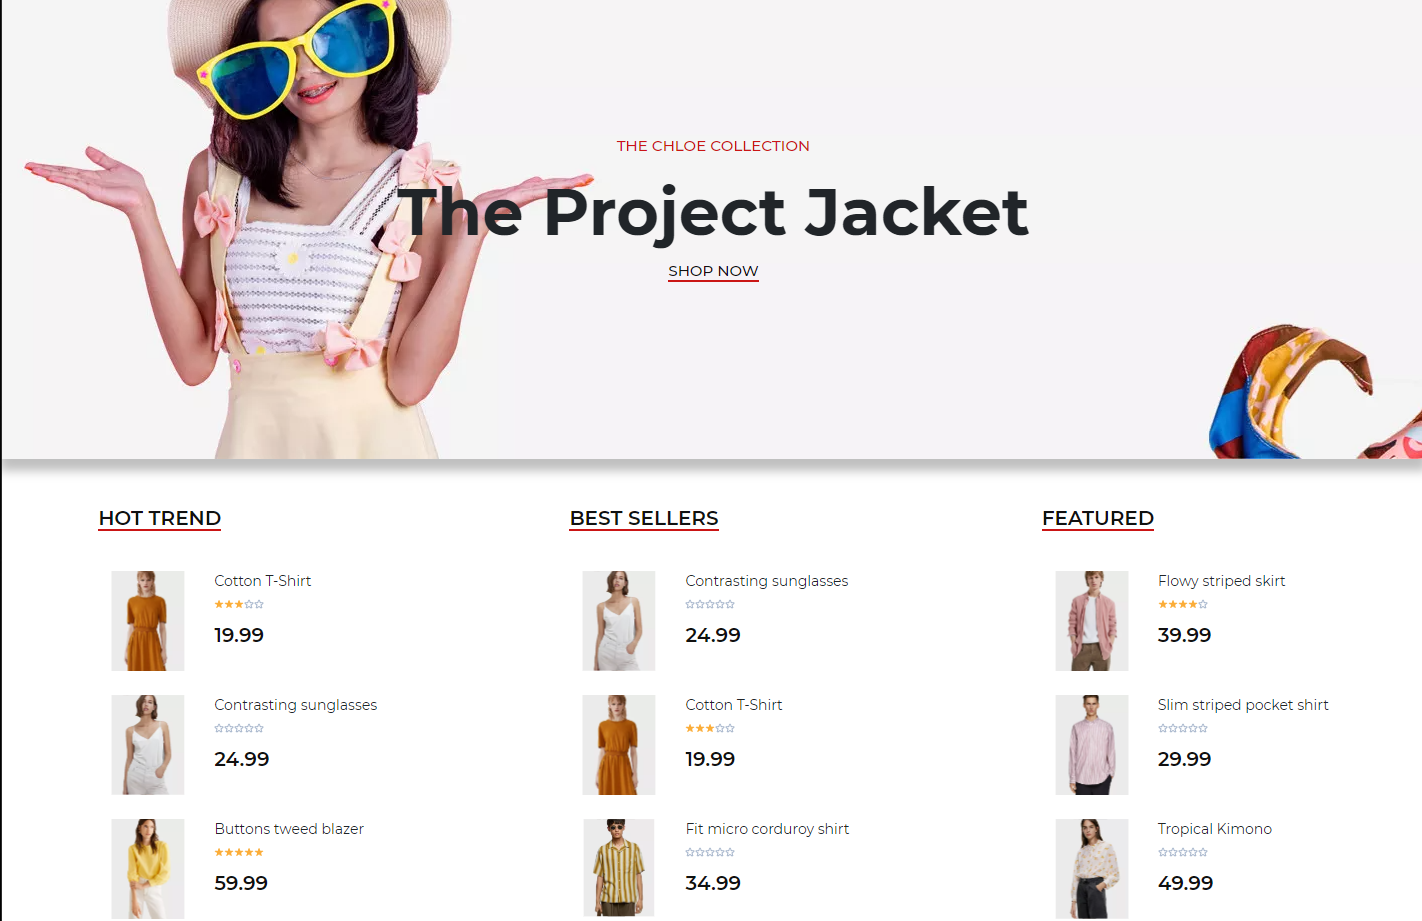 THE CHLOE COLLECTION
The Project Jacket
SHOP NOW
HOT TREND
Cotton T-Shirt
19.99
Contrasting sunglasses
24.99
Buttons tweed blazer
59.99
BEST SELLERS
Contrasting sunglasses
24.99
Cotton T-Shirt
19.99
Fit micro corduroy shirt
34.99
FEATURED
Flowy striped skirt
39.99
Slim striped pocket shirt
29.99
Tropical Kimono
49.99